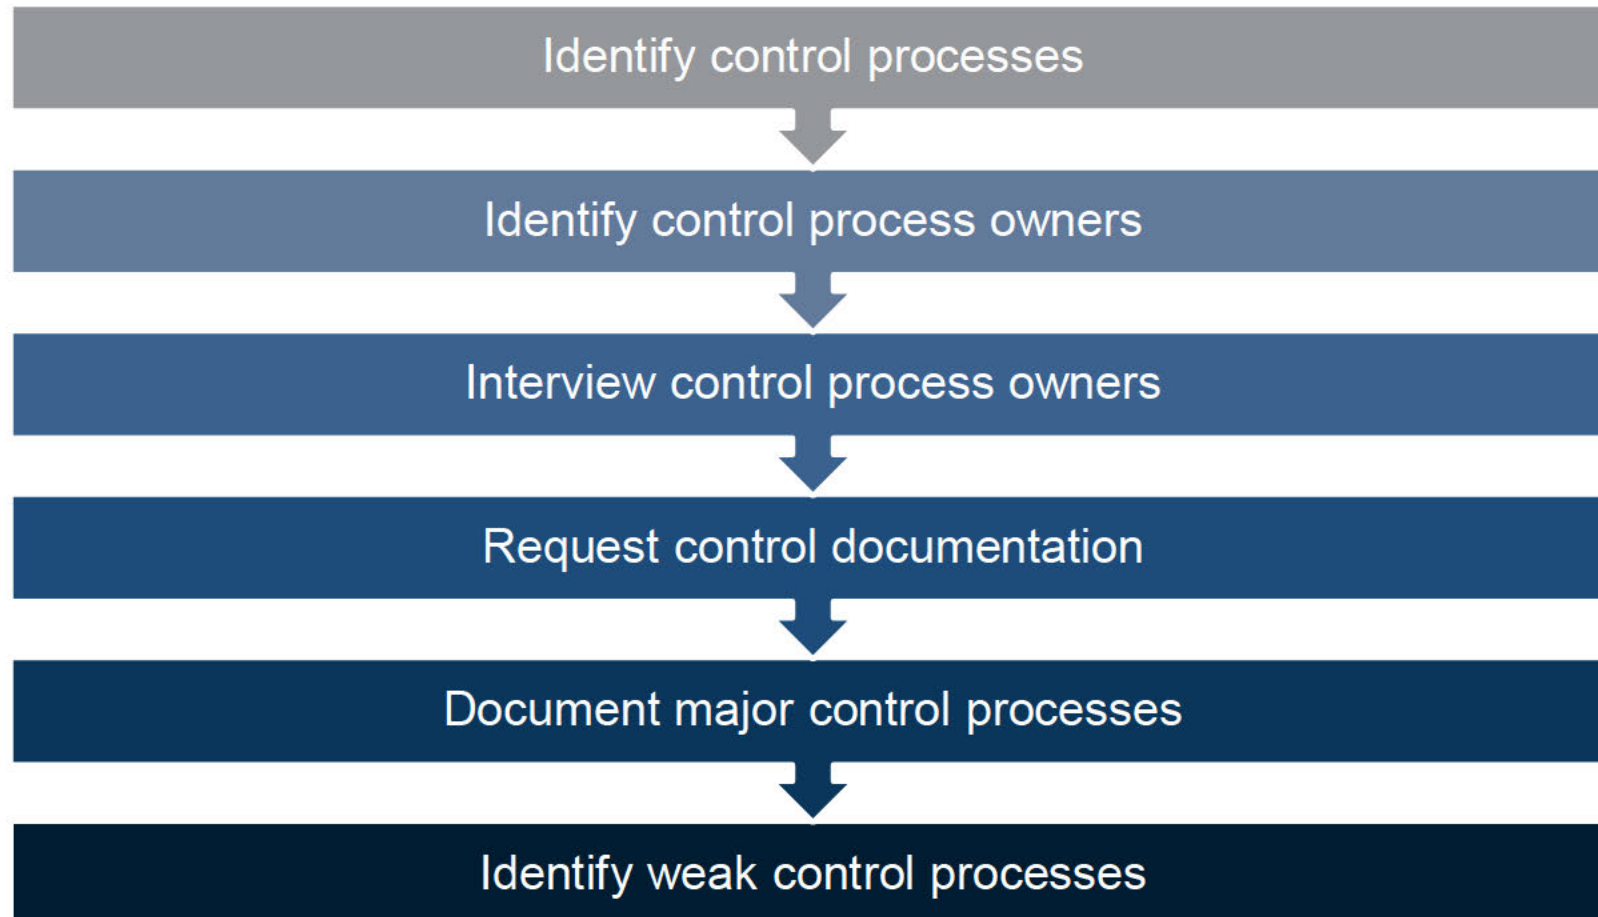 Identify control processes
Identify control process owners
Interview control process owners
Request control documentation
Document major control processes
Identify weak control processes